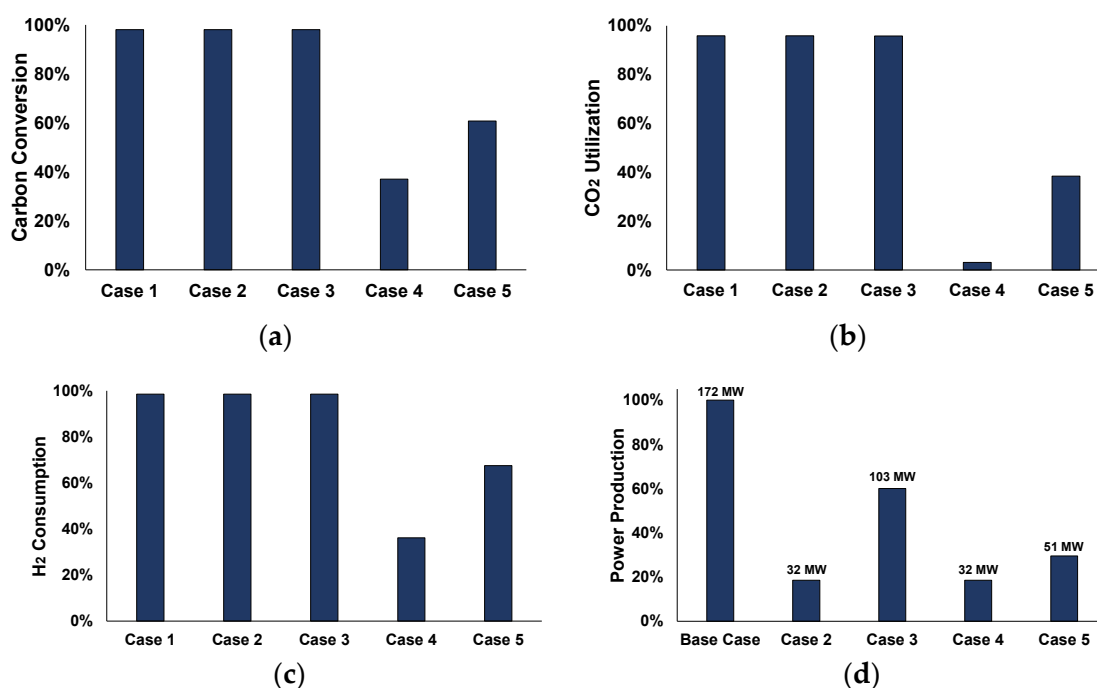 Carbon Conversion
100%
80%
60%
40%
20%
0%
Case 1 Case 2 Case 3 Case 4 Case 5
(a)
CO2 Utilization
100%
80%
60%
40%
20%
0%
Case 1 Case 2 Case 3 Case 4 Case 5
(b)
H2 Consumption
100%
80%
60%
40%
20%
0%
Case 1 Case 2 Case 3 Case 4 Case 5
(c)
Power Production
100%
80%
60%
40%
20%
0%
172 MW
32 MW
103 MW
32 MW
51 MW
Base Case Case 2 Case 3 Case 4 Case 5
(d)